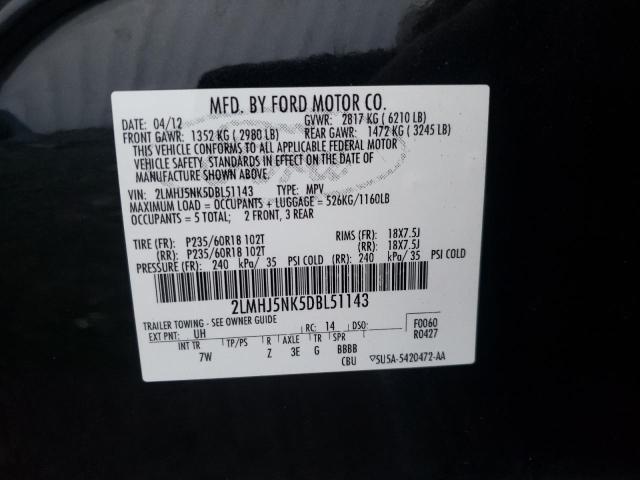 MFD. BY FORD MOTOR CO.
DATE: 04/12 GVWR: 2817 KG ( 6210 LB)
FRONT GAWR: 1352 KG ( 2980 LB) REAR GAWR: 1472 KG ( 3245 LB)
THIS VEHICLE CONFORMS TO ALL APPLICABLE FEDERAL MOTOR
VEHICLE SAFETY STANDARDS IN EFFECT ON THE DATE OF
MANUFACTURE SHOWN ABOVE.
VIN: 2LMHJ5NK5DBL51143 TYPE: MPV
MAXIMUM LOAD = OCCUPANTS + LUGGAGE = 526KG/1160LB
OCCUPANTS = 5 TOTAL; 2 FRONT, 3 REAR
TIRE (FR): P235/60R18 102T RIMS (FR): 18X7.5J
(RR): P235/60R18 102T (RR): 18X7.5J
PRESSURE (FR): 240 kPa/ 35 PSI COLD (RR): 240 kPa/ 35 PSI COLD
2LMHJ5NK5DBL51143
TRAILER TOWING - SEE OWNER GUIDE
EXT PNT: UH RC: 14 DSO: F0060
R0427
INT TR TP/PS R AXLE TR SPR
7W Z 3E G BBBB
CBU 5U5A-5420472-AA